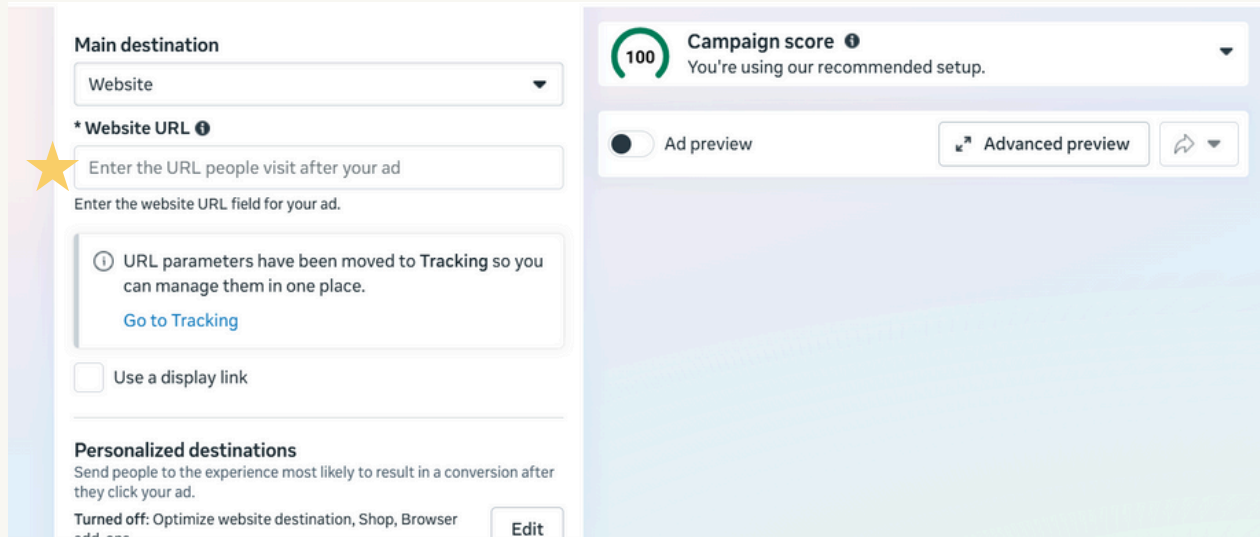 Main destination
Website
* Website URL
Enter the URL people visit after your ad
Enter the website URL field for your ad.
URL parameters have been moved to Tracking so you
can manage them in one place.
Go to Tracking
Use a display link
Personalized destinations
Send people to the experience most likely to result in a conversion after
they click your ad.
Turned off: Optimize website destination, Shop, Browser
add-ons
Edit
100
Campaign score
You're using our recommended setup.
Ad preview
Advanced preview